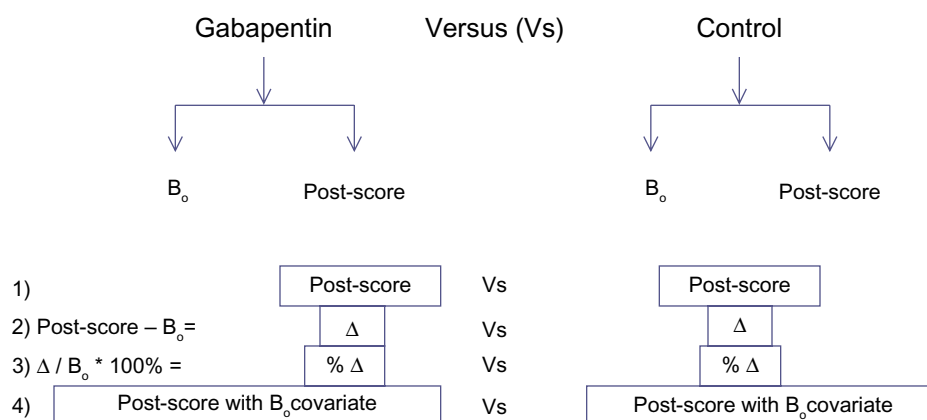 Gabapentin Versus (Vs) Control
Bₒ Post-score Bₒ Post-score
1) Post-score Vs Post-score
2) Post-score – Bₒ= Δ Vs Δ
3) Δ / Bₒ * 100% = % Δ Vs % Δ
4) Post-score with Bₒcovariate Vs Post-score with Bₒcovariate